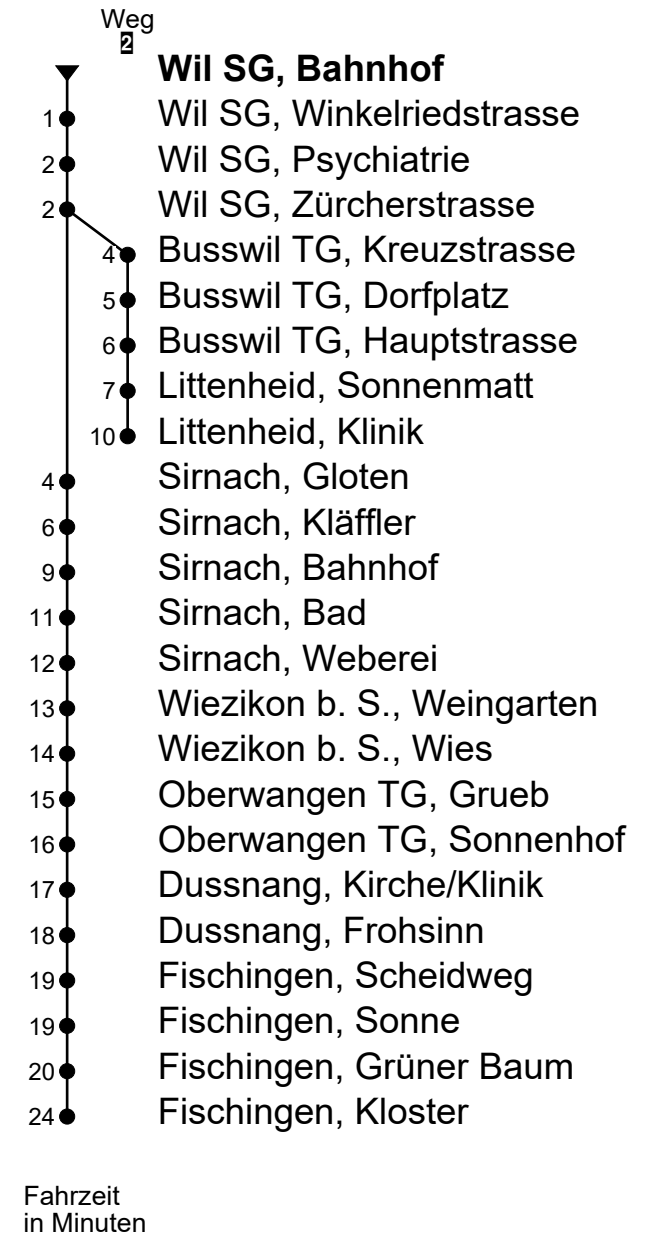 Weg
2
Wil SG, Bahnhof
1 Wil SG, Winkelriedstrasse
2 Wil SG, Psychiatrie
2 Wil SG, Zürcherstrasse
4 Busswil TG, Kreuzstrasse
5 Busswil TG, Dorfplatz
6 Busswil TG, Hauptstrasse
7 Littenheid, Sonnenmatt
10 Littenheid, Klinik
4 Sirnach, Gloten
6 Sirnach, Kläffler
9 Sirnach, Bahnhof
11 Sirnach, Bad
12 Sirnach, Weberei
13 Wiezikon b. S., Weingarten
14 Wiezikon b. S., Wies
15 Oberwangen TG, Grueb
16 Oberwangen TG, Sonnenhof
17 Dussnang, Kirche/Klinik
18 Dussnang, Frohsinn
19 Fischingen, Scheidweg
19 Fischingen, Sonne
20 Fischingen, Grüner Baum
24 Fischingen, Kloster
Fahrzeit
in Minuten